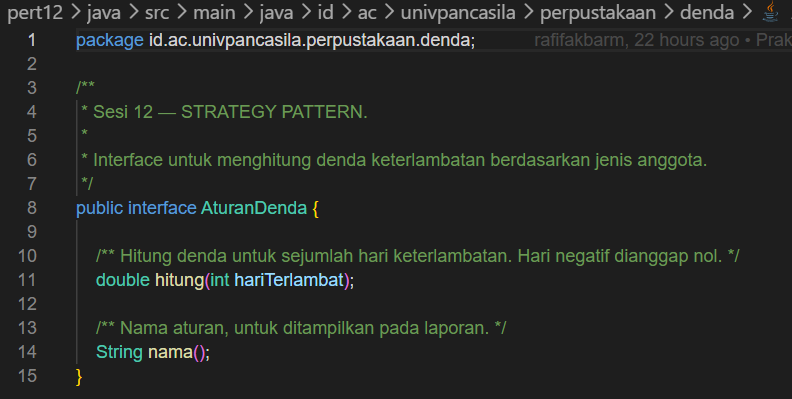 pert12 > java > src > main > java > id > ac > univpancasila > perpustakaan > denda >
1 package id.ac.univpancasila.perpustakaan.denda; rafifakbarm, 22 hours ago • Prak
2
3 /**
4 * Sesi 12 — STRATEGY PATTERN.
5 *
6 * Interface untuk menghitung denda keterlambatan berdasarkan jenis anggota.
7 */
8 public interface AturanDenda {
9
10 /** Hitung denda untuk sejumlah hari keterlambatan. Hari negatif dianggap nol. */
11 double hitung(int hariTerlambat);
12
13 /** Nama aturan, untuk ditampilkan pada laporan. */
14 String nama();
15 }